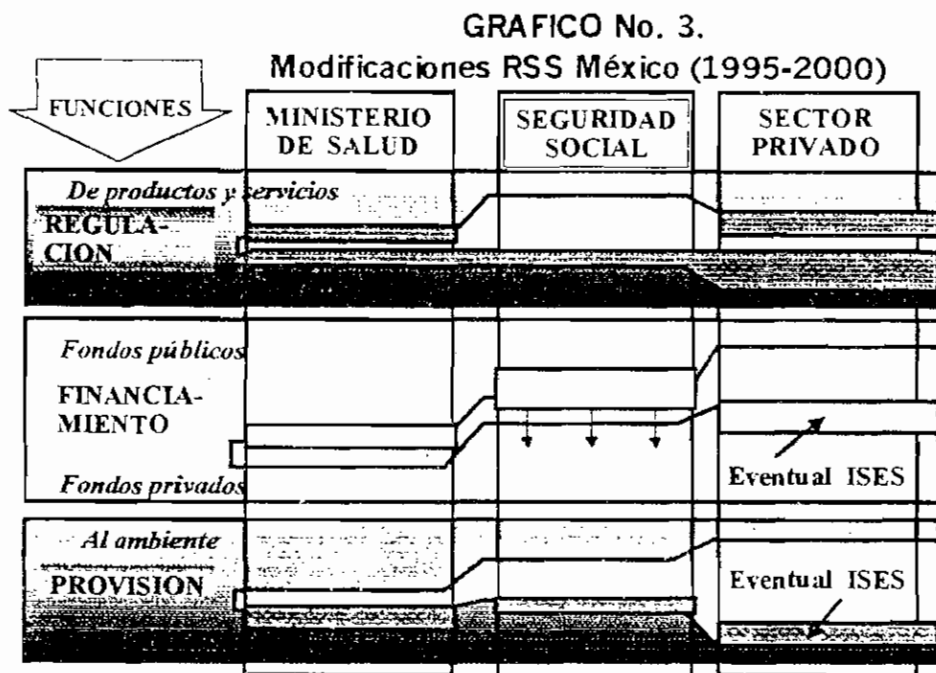 GRAFICO No. 3.
Modificaciones RSS México (1995-2000)
FUNCIONES
MINISTERIO
DE SALUD
SEGURIDAD
SOCIAL
SECTOR
PRIVADO
De productos y servicios
REGULA-
CION
Fondos públicos
FINANCIA-
MIENTO
Fondos privados
Eventual ISES
Al ambiente
PROVISION
Eventual ISES